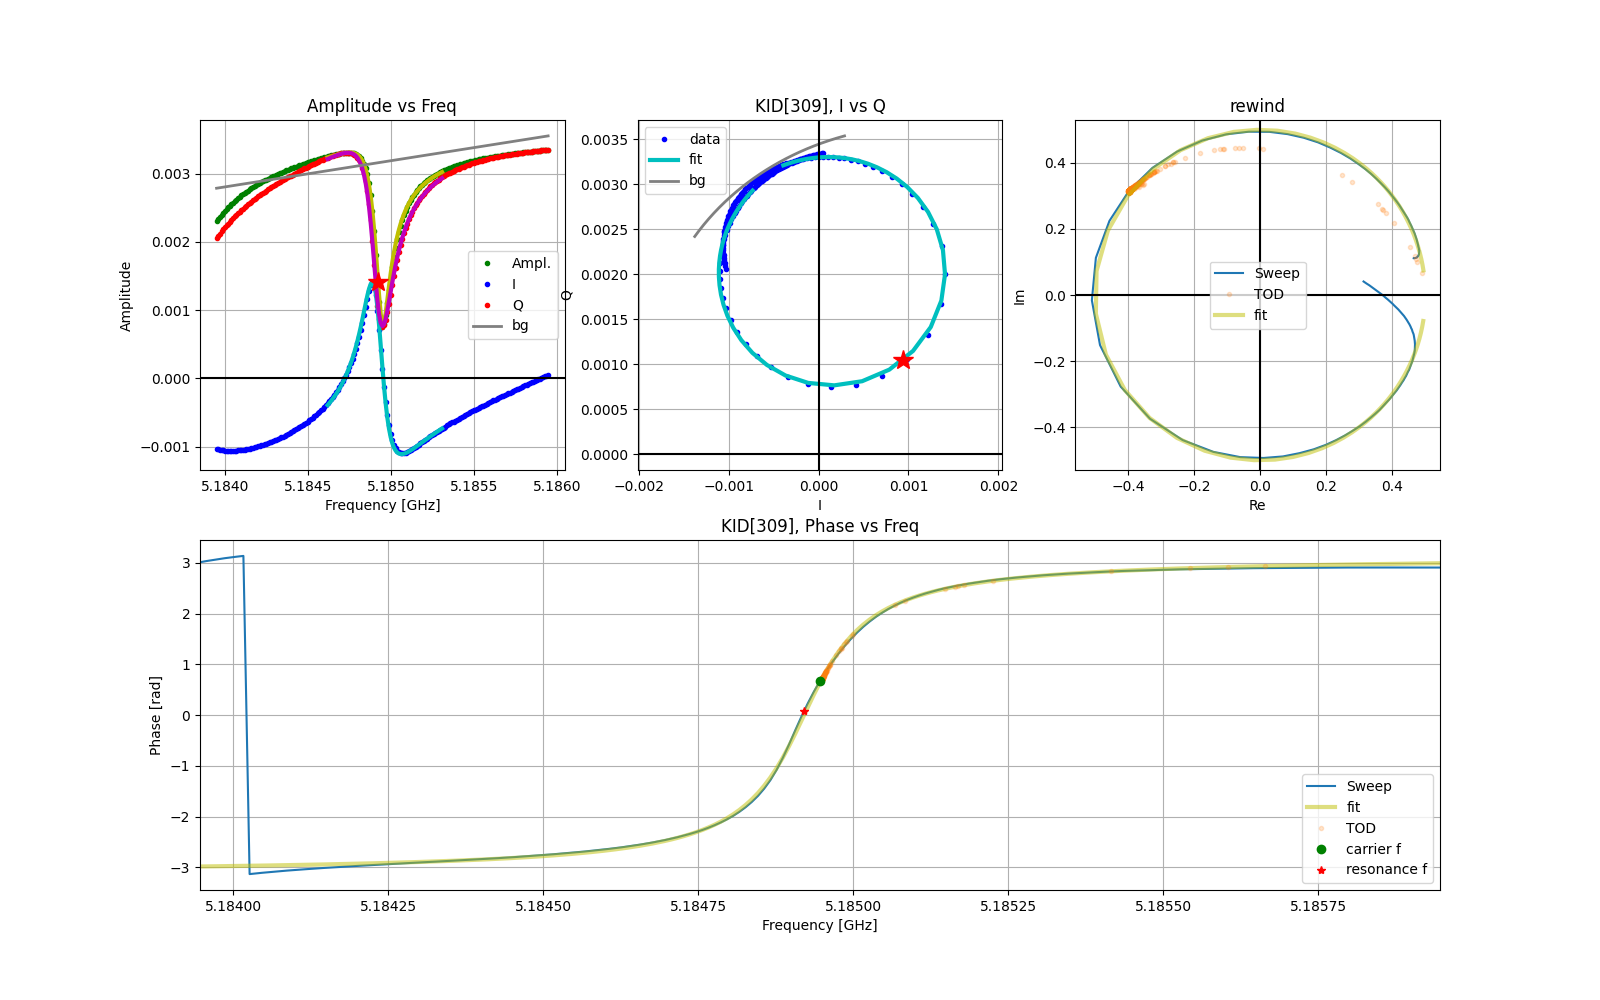 Amplitude vs Freq
Amplitude
0.003
0.002
0.001
0.000
−0.001
Ampl.
I
Q
bg
5.1840
5.1845
5.1850
5.1855
5.1860
Frequency [GHz]
KID[309], I vs Q
Q
0.0035
0.0030
0.0025
0.0020
0.0015
0.0010
0.0005
0.0000
data
fit
bg
−0.002
−0.001
0.000
0.001
0.002
I
rewind
Im
0.4
0.2
0.0
−0.2
−0.4
Sweep
TOD
fit
−0.4
−0.2
0.0
0.2
0.4
Re
KID[309], Phase vs Freq
Phase [rad]
3
2
1
0
−1
−2
−3
Sweep
fit
TOD
carrier f
resonance f
5.18400
5.18425
5.18450
5.18475
5.18500
5.18525
5.18550
5.18575
Frequency [GHz]